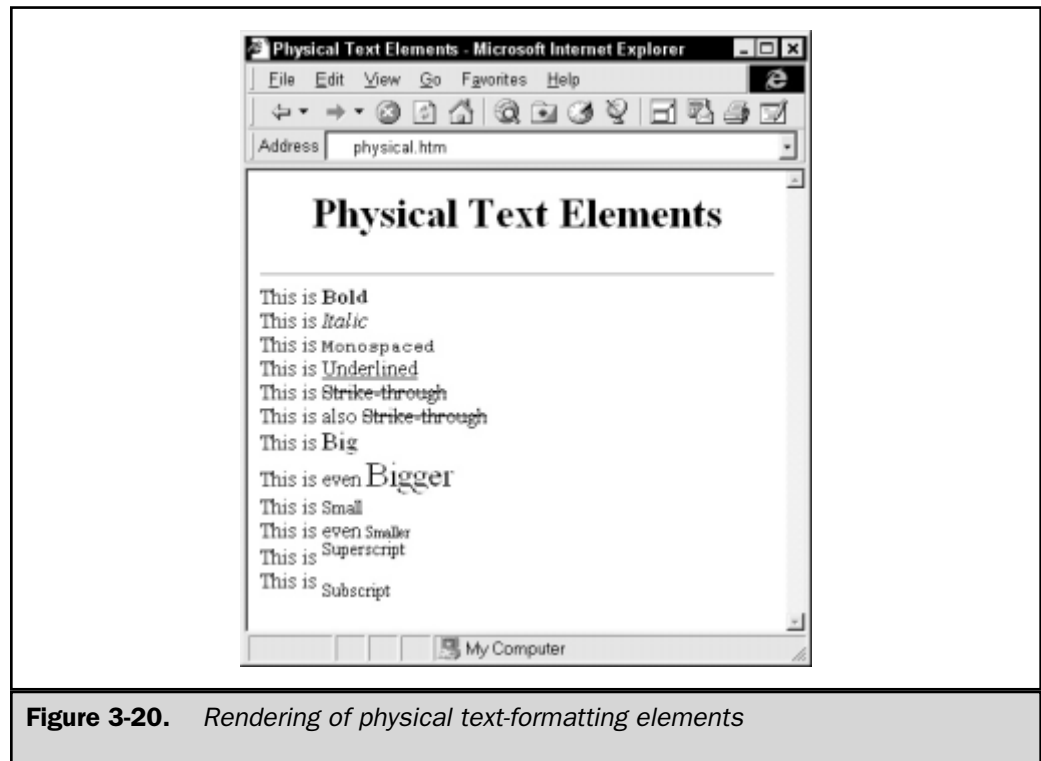 Physical Text Elements - Microsoft Internet Explorer
File Edit View Go Favorites Help
Address physical.htm
Physical Text Elements
This is Bold
This is Italic
This is Monospaced
This is Underlined
This is Strike-through
This is also Strike-through
This is Big
This is even Bigger
This is Small
This is even Smaller
This is Superscript
This is Subscript
My Computer
Figure 3-20. Rendering of physical text-formatting elements